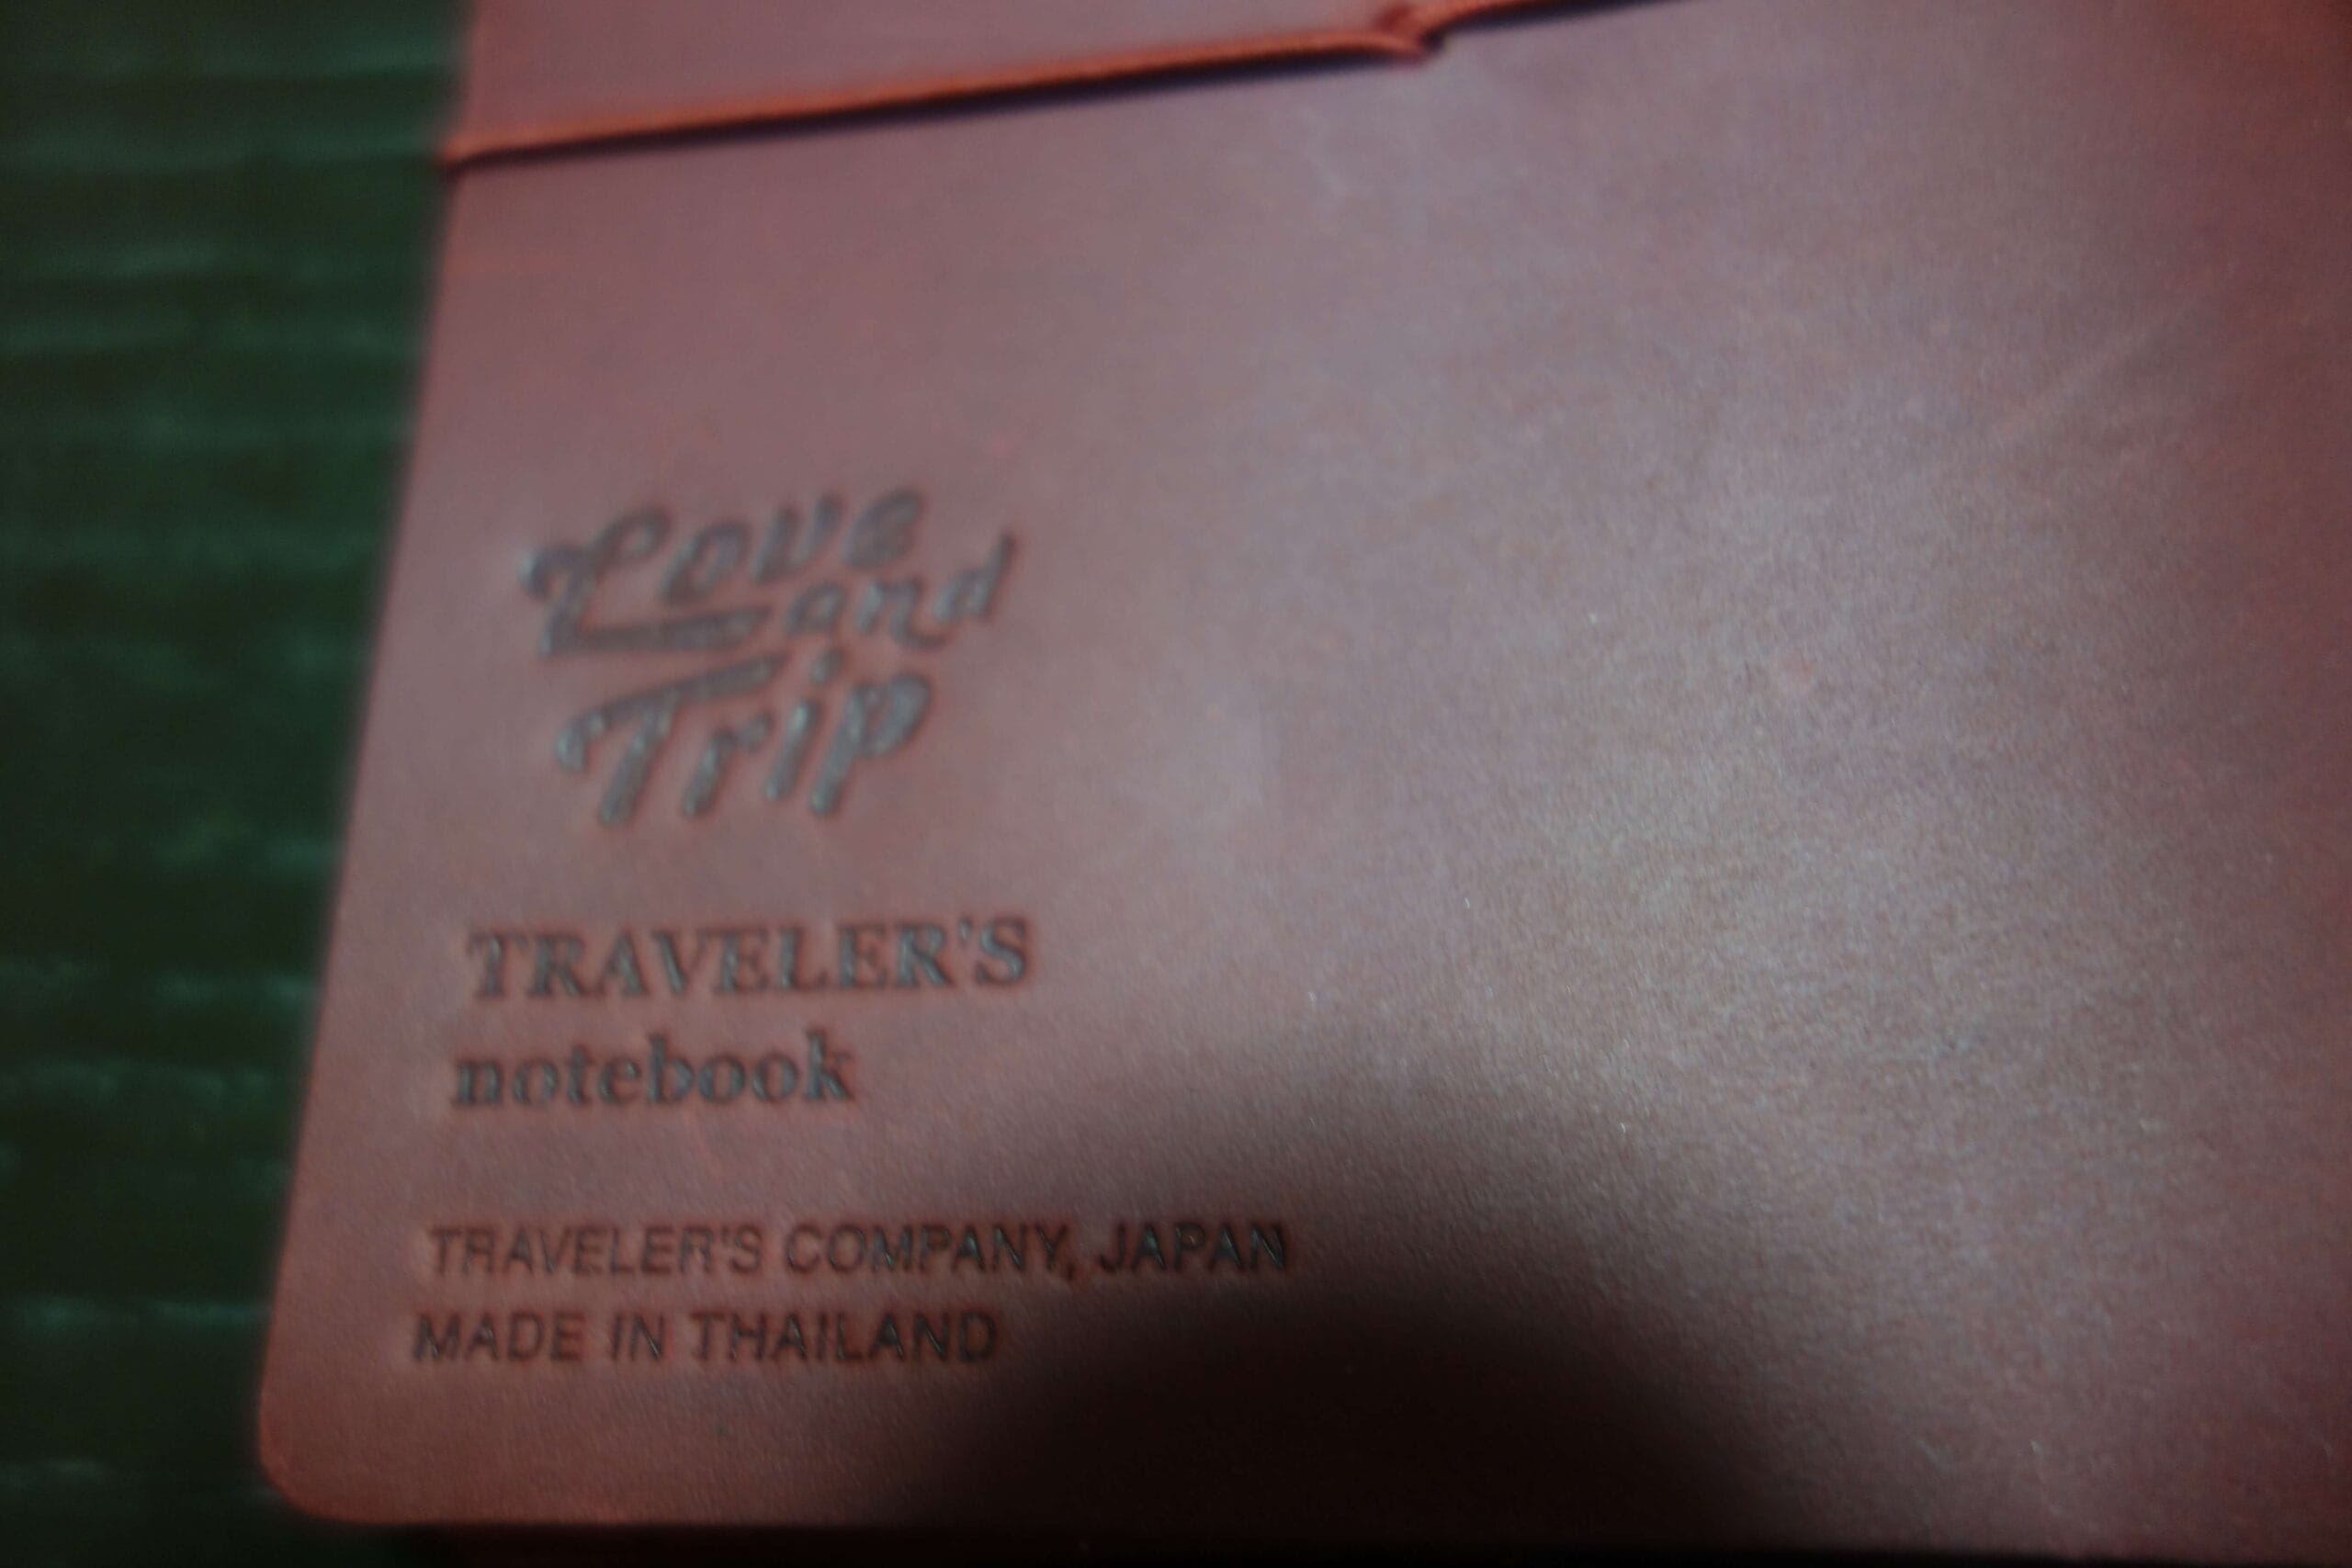 Love
and
Trip
TRAVELER'S
notebook
TRAVELER'S COMPANY, JAPAN
MADE IN THAILAND